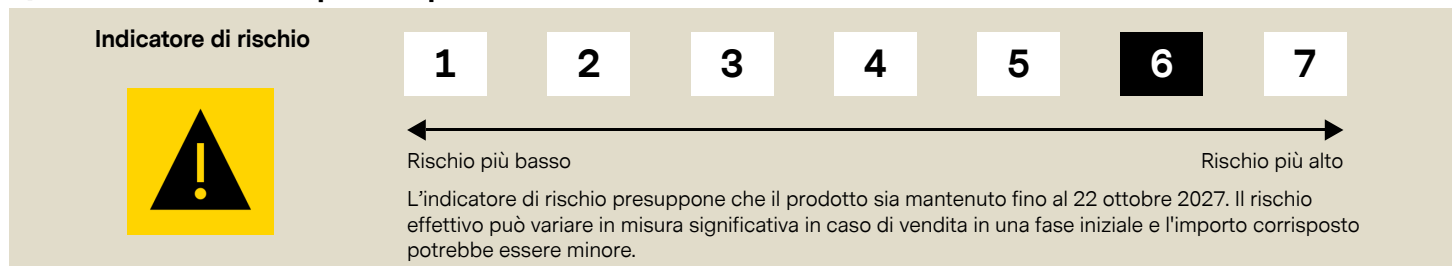 Indicatore di rischio
1 2 3 4 5 6 7
Rischio più basso Rischio più alto
L'indicatore di rischio presuppone che il prodotto sia mantenuto fino al 22 ottobre 2027. Il rischio
effettivo può variare in misura significativa in caso di vendita in una fase iniziale e l'importo corrisposto
potrebbe essere minore.